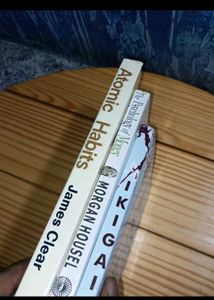 Atomic Habits
James Clear
The Psychology of Money
MORGAN HOUSEL
IKIGAI